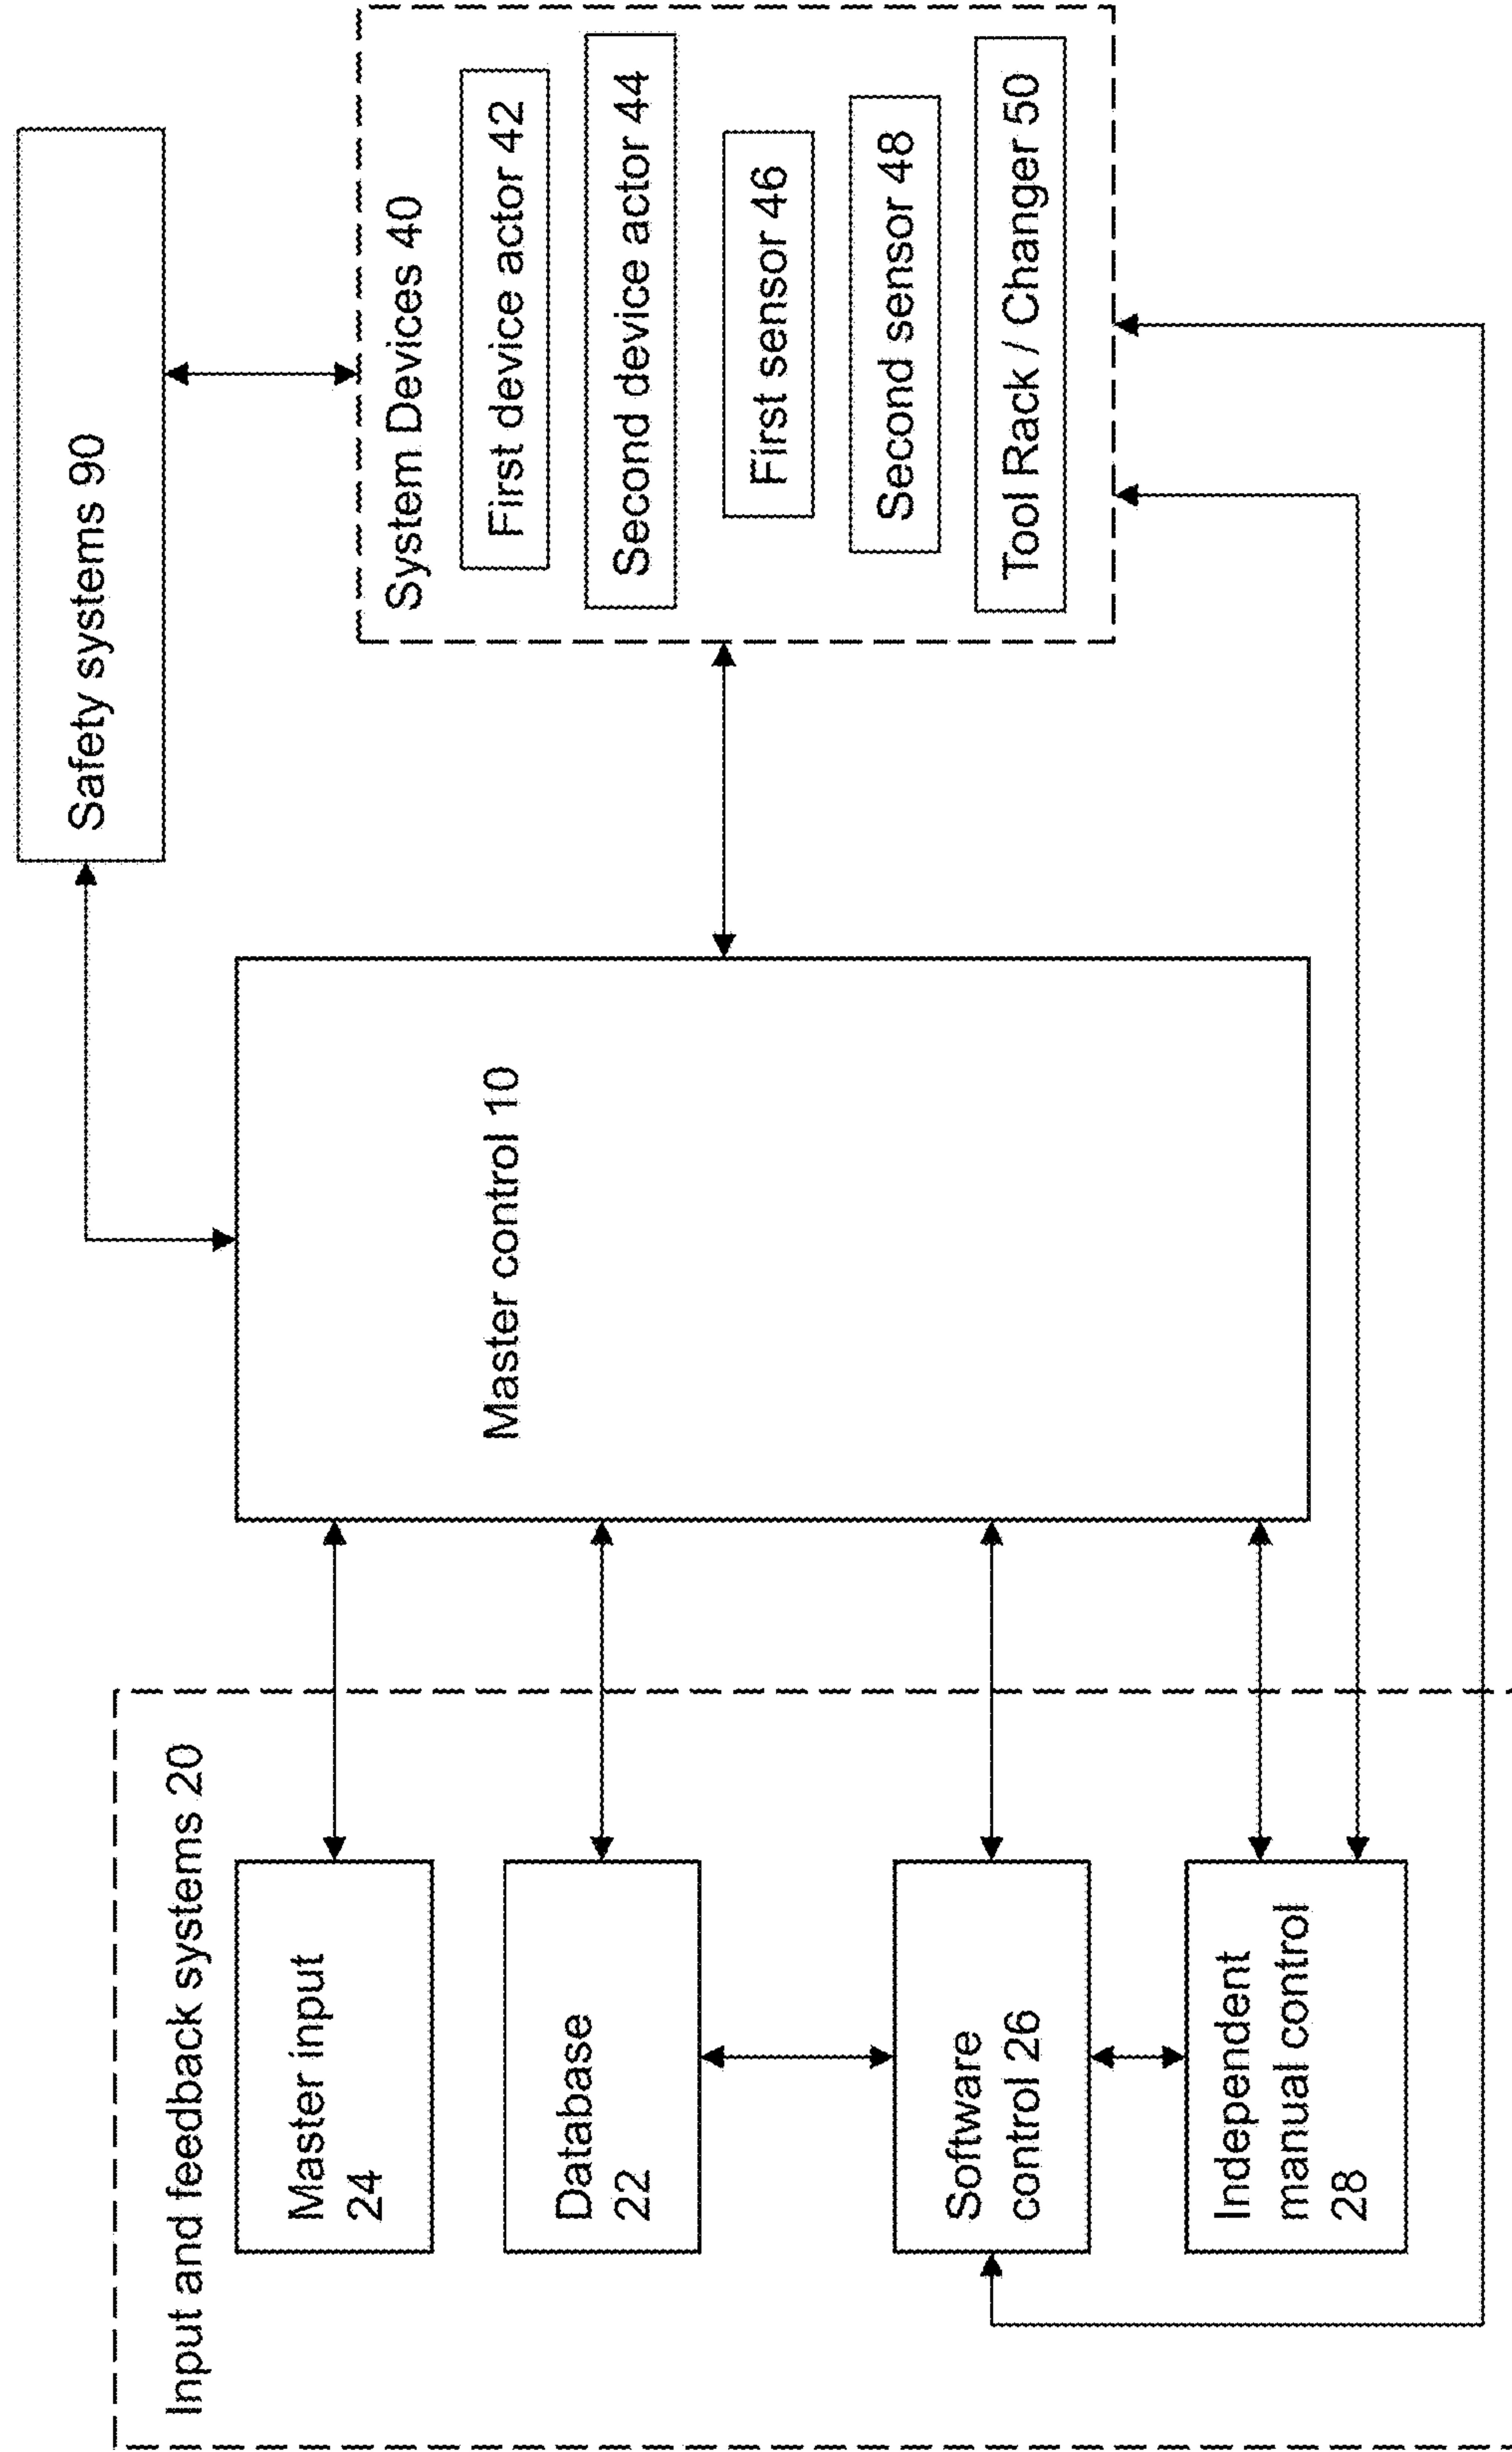 Input and feedback systems 20
Master input
24
Database
22
Software
control 26
Independent
manual control
28
Master control 10
Safety systems 90
System Devices 40
First device actor 42
Second device actor 44
First sensor 46
Second sensor 48
Tool Rack / Changer 50